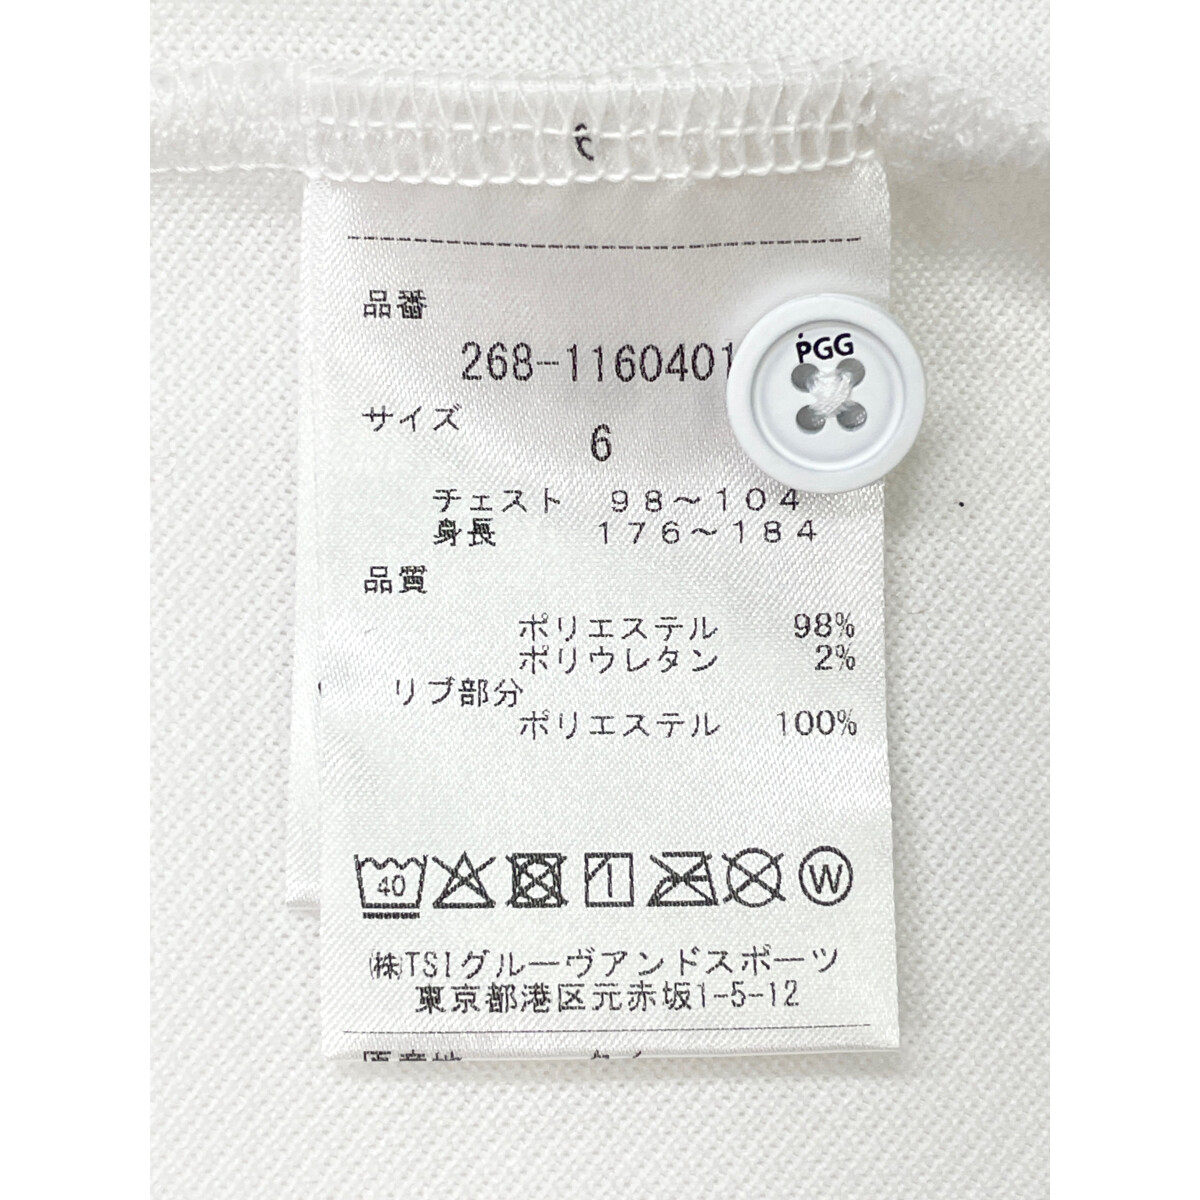 品番
268-1160401
PGG
サイズ
6
チェスト 98～104
身長 176～184
品質
ポリエステル 98%
ポリウレタン 2%
リブ部分
ポリエステル 100%
40
1
W
㈱TSIグルーヴアンドスポーツ
東京都港区元赤坂1-5-12